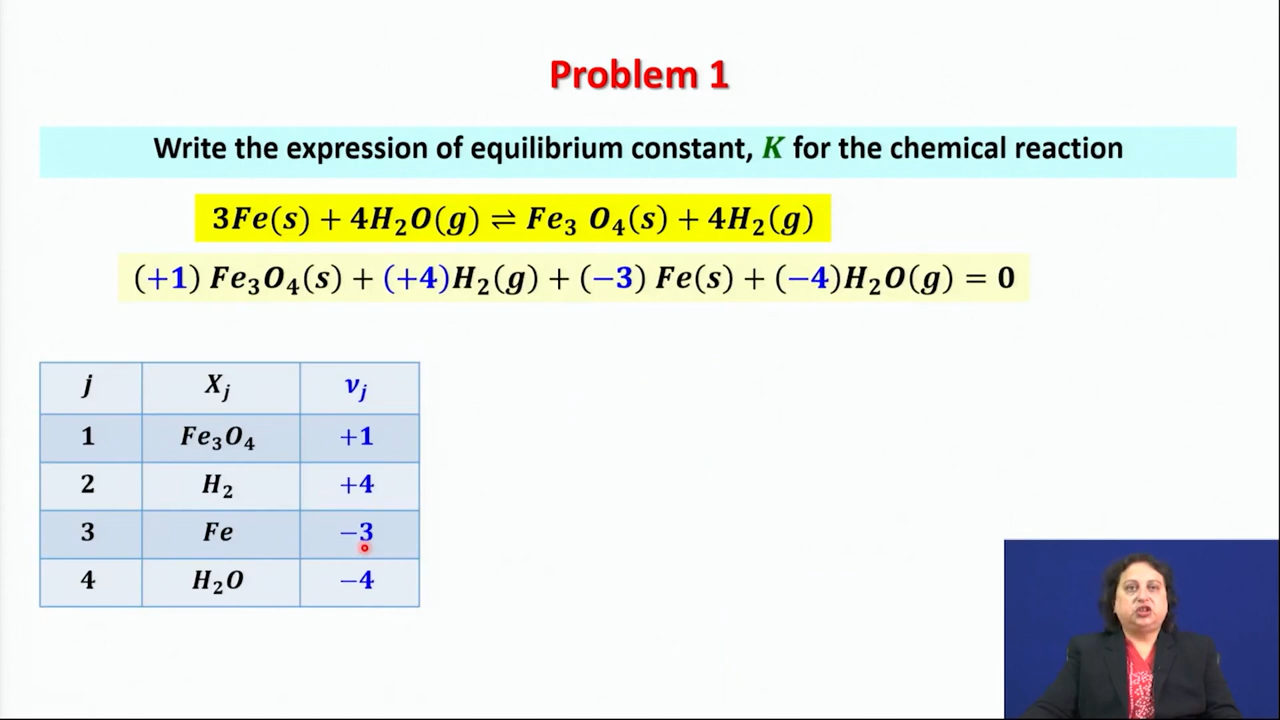 Problem 1
Write the expression of equilibrium constant, K for the chemical reaction
3Fe(s) + 4H₂O(g) ⇌ Fe₃ O₄(s) + 4H₂(g)
(+1) Fe₃O₄(s) + (+4)H₂(g) + (−3) Fe(s) + (−4)H₂O(g) = 0
j Xⱼ νⱼ
1 Fe₃O₄ +1
2 H₂ +4
3 Fe −3
4 H₂O −4